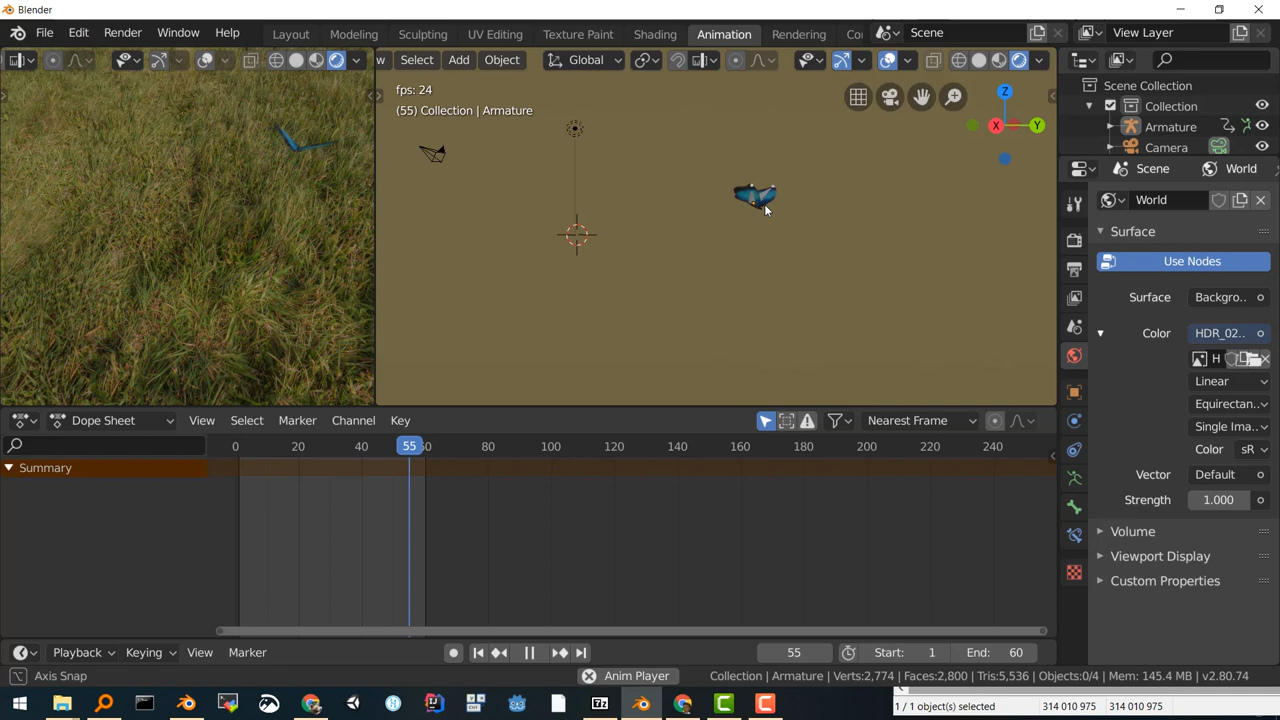 Blender
File Edit Render Window Help
Layout Modeling Sculpting UV Editing Texture Paint Shading Animation Rendering Co
Scene
View Layer
w Select Add Object
Global
fps: 24
(55) Collection | Armature
Z
X
Y
Scene Collection
Collection
Armature
Camera
Scene
World
World
Surface
Use Nodes
Surface Backgro..
Color HDR_02..
H
Linear
Equirectan..
Single Ima..
Color sR
Vector Default
Strength 1.000
Volume
Viewport Display
Custom Properties
Dope Sheet View Select Marker Channel Key
Nearest Frame
0 20 40 55 60 80 100 120 140 160 180 200 220 240
Summary
Playback Keying View Marker
55
Start: 1
End: 60
Axis Snap
Anim Player
Collection | Armature Verts:2,774 | Faces:2,800 | Tris:5,536 | Objects:0/4 | Mem: 145.4 MB | v2.80.74
1 / 1 object(s) selected
314 010 975
314 010 975